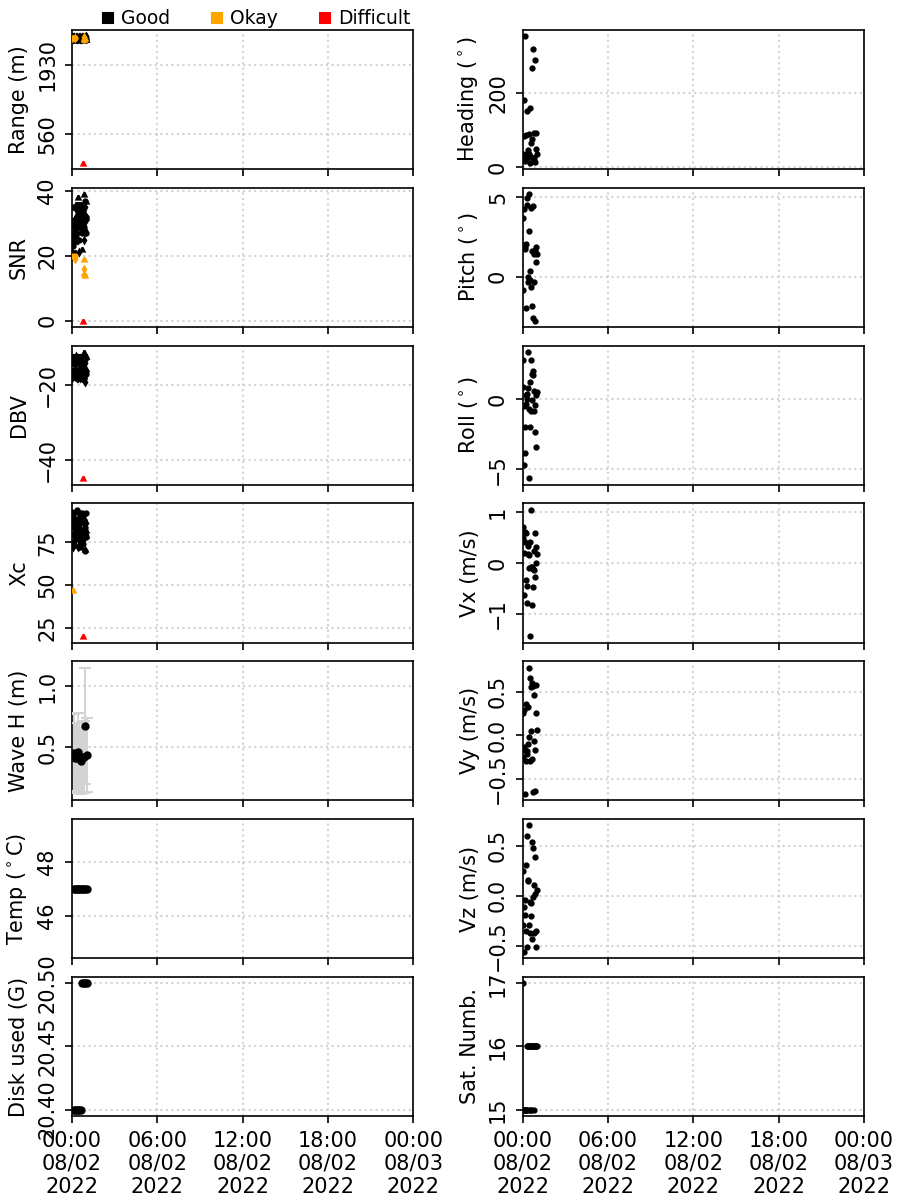 Good Okay Difficult
Range (m)
1930
560
Heading (°)
200
0
SNR
40
20
0
Pitch (°)
5
0
DBV
−20
−40
Roll (°)
0
−5
Xc
75
50
25
Vx (m/s)
1
0
−1
Wave H (m)
1.0
0.5
Vy (m/s)
0.5
0.0
−0.5
Temp (°C)
48
46
Vz (m/s)
0.5
0.0
−0.5
Disk used (G)
20.50
20.45
20.40
Sat. Numb.
17
16
15
00:00 06:00 12:00 18:00 00:00
08/02 08/02 08/02 08/02 08/03
2022 2022 2022 2022 2022
00:00 06:00 12:00 18:00 00:00
08/02 08/02 08/02 08/02 08/03
2022 2022 2022 2022 2022